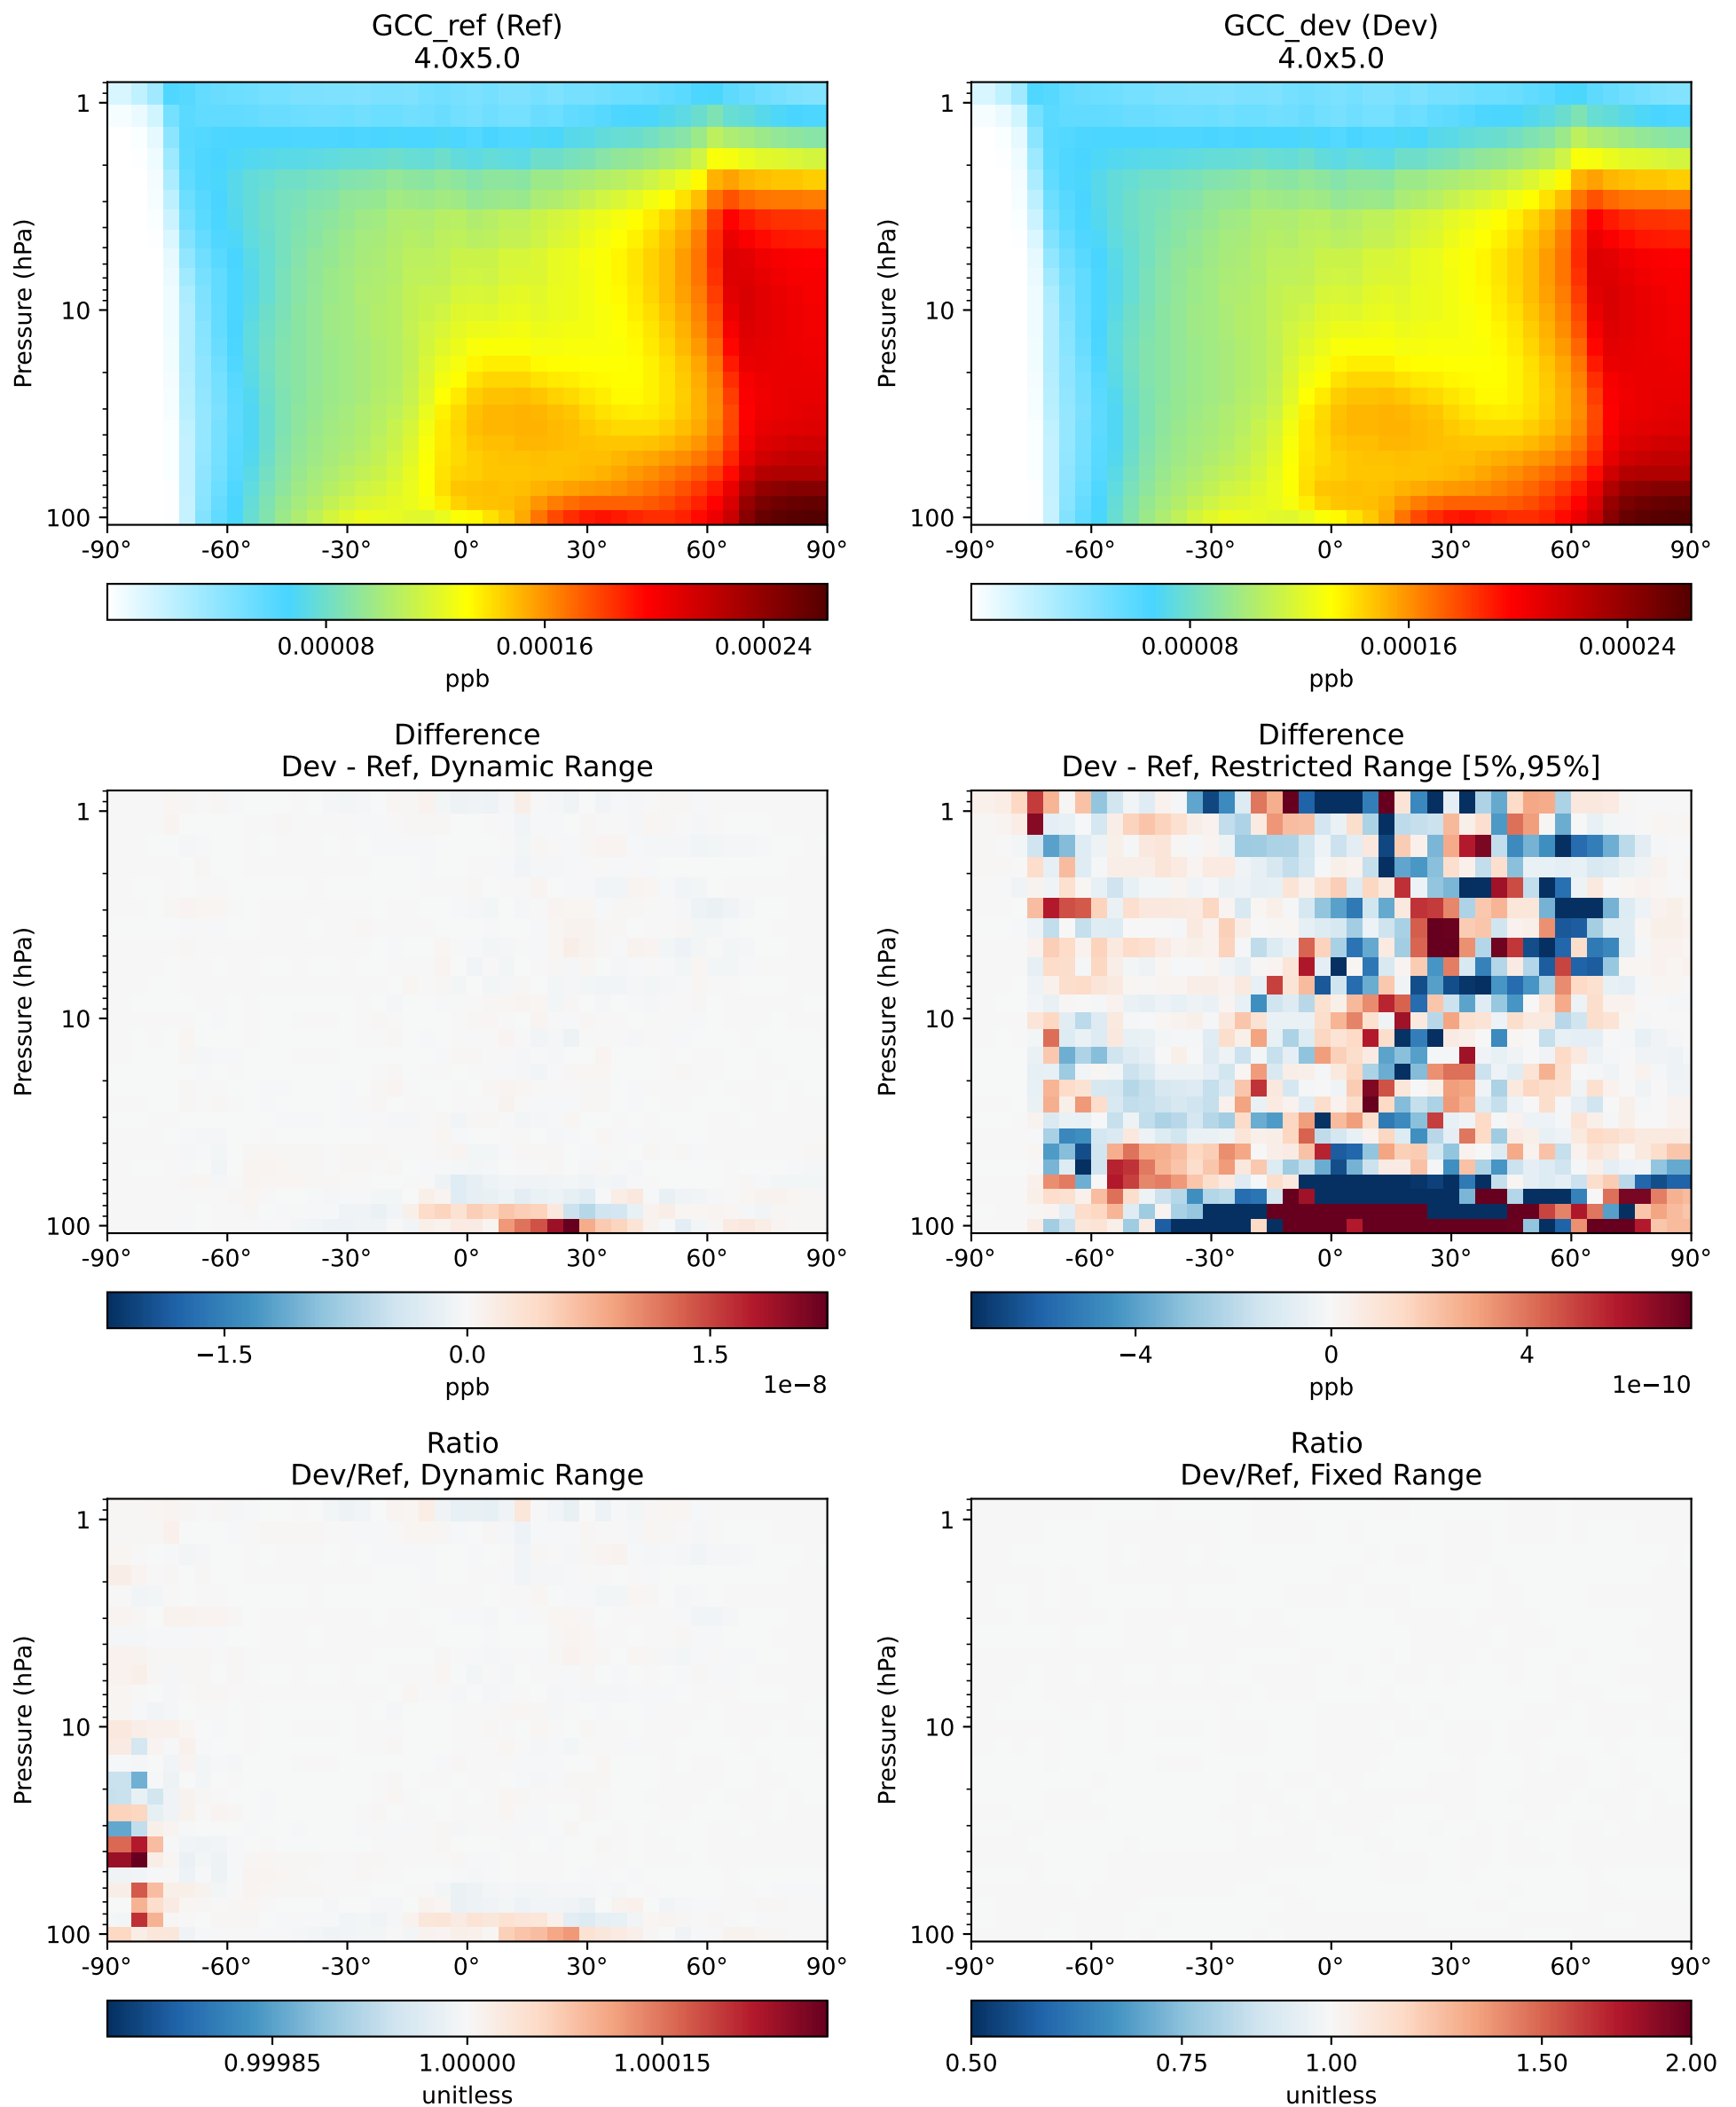 GCC_ref (Ref)
4.0x5.0
Pressure (hPa)
1
10
100
-90° -60° -30° 0° 30° 60° 90°
0.00008 0.00016 0.00024
ppb
GCC_dev (Dev)
4.0x5.0
Pressure (hPa)
1
10
100
-90° -60° -30° 0° 30° 60° 90°
0.00008 0.00016 0.00024
ppb
Difference
Dev - Ref, Dynamic Range
Pressure (hPa)
1
10
100
-90° -60° -30° 0° 30° 60° 90°
−1.5 0.0 1.5
ppb 1e−8
Difference
Dev - Ref, Restricted Range [5%,95%]
Pressure (hPa)
1
10
100
-90° -60° -30° 0° 30° 60° 90°
−4 0 4
ppb 1e−10
Ratio
Dev/Ref, Dynamic Range
Pressure (hPa)
1
10
100
-90° -60° -30° 0° 30° 60° 90°
0.99985 1.00000 1.00015
unitless
Ratio
Dev/Ref, Fixed Range
Pressure (hPa)
1
10
100
-90° -60° -30° 0° 30° 60° 90°
0.50 0.75 1.00 1.50 2.00
unitless